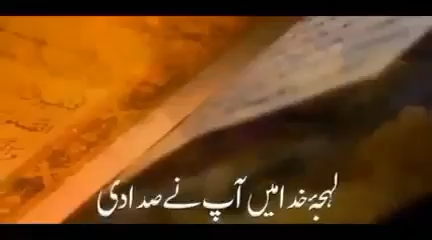 لہجۂ خدا میں آپ نے صدا دی